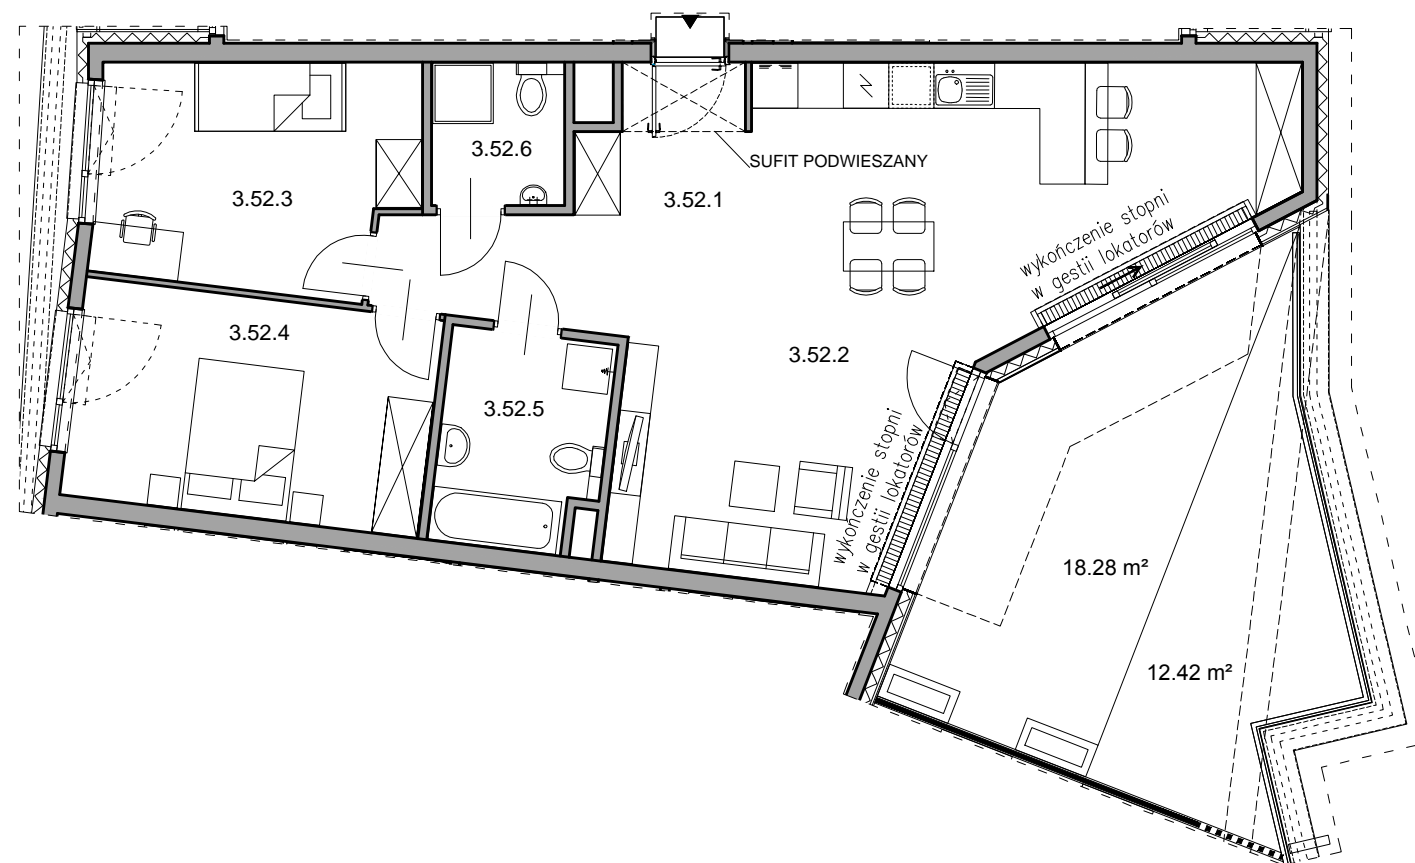 3.52.6
SUFIT PODWIESZANY
3.52.3
3.52.1
wykończenie stopni
w gestii lokatorów
3.52.4
3.52.2
3.52.5
wykończenie stopni
w gestii lokatorów
18.28 m²
12.42 m²